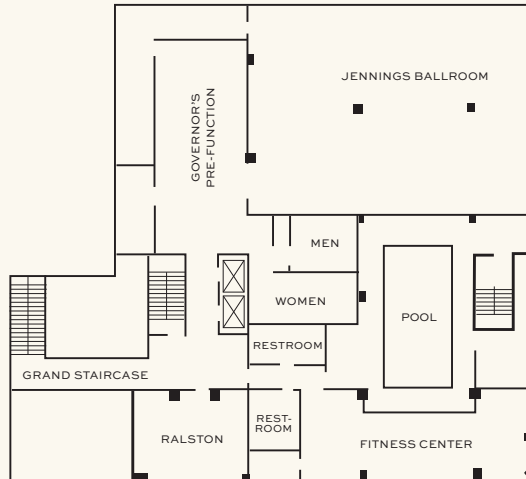 JENNINGS BALLROOM
GOVERNOR'S
PRE-FUNCTION
MEN
WOMEN
POOL
RESTROOM
GRAND STAIRCASE
REST-
ROOM
RALSTON
FITNESS CENTER